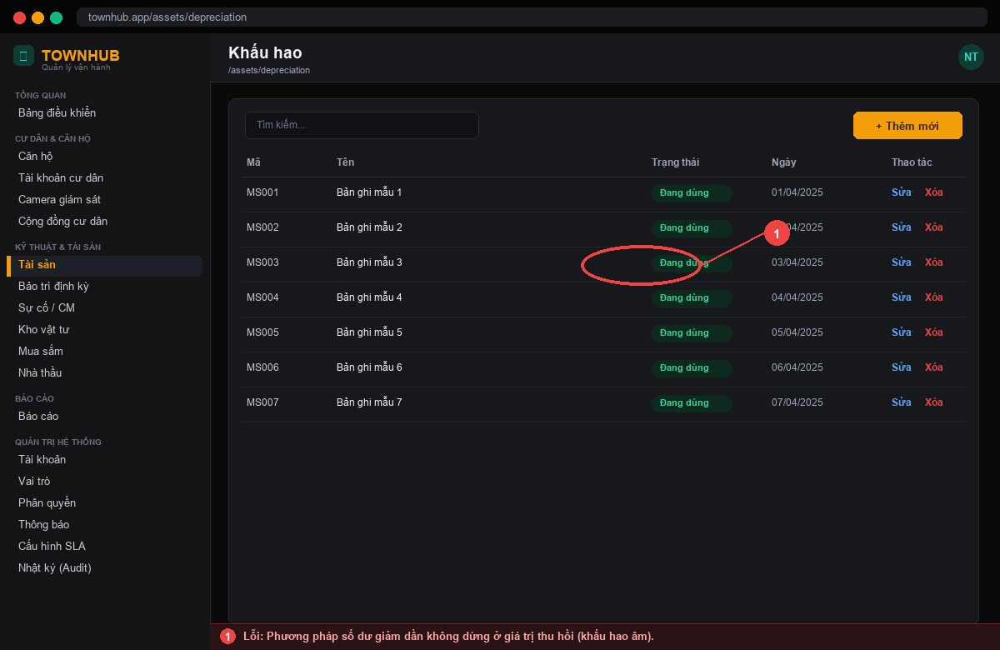 townhub.app/assets/depreciation
TOWNHUB
Quản lý vận hành
TỔNG QUAN
Bảng điều khiển
CƯ DÂN & CĂN HỘ
Căn hộ
Tài khoản cư dân
Camera giám sát
Cộng đồng cư dân
KỸ THUẬT & TÀI SẢN
Tài sản
Bảo trì định kỳ
Sự cố / CM
Kho vật tư
Mua sắm
Nhà thầu
BÁO CÁO
Báo cáo
QUẢN TRỊ HỆ THỐNG
Tài khoản
Vai trò
Phân quyền
Thông báo
Cấu hình SLA
Nhật ký (Audit)
Khấu hao
/assets/depreciation
NT
Tìm kiếm...
+ Thêm mới
Mã Tên Trạng thái Ngày Thao tác
MS001 Bản ghi mẫu 1 Đang dùng 01/04/2025 Sửa Xóa
MS002 Bản ghi mẫu 2 Đang dùng 04/2025 Sửa Xóa
1
MS003 Bản ghi mẫu 3 Đang dùng 03/04/2025 Sửa Xóa
MS004 Bản ghi mẫu 4 Đang dùng 04/04/2025 Sửa Xóa
MS005 Bản ghi mẫu 5 Đang dùng 05/04/2025 Sửa Xóa
MS006 Bản ghi mẫu 6 Đang dùng 06/04/2025 Sửa Xóa
MS007 Bản ghi mẫu 7 Đang dùng 07/04/2025 Sửa Xóa
1 Lỗi: Phương pháp số dư giảm dần không dừng ở giá trị thu hồi (khấu hao âm).